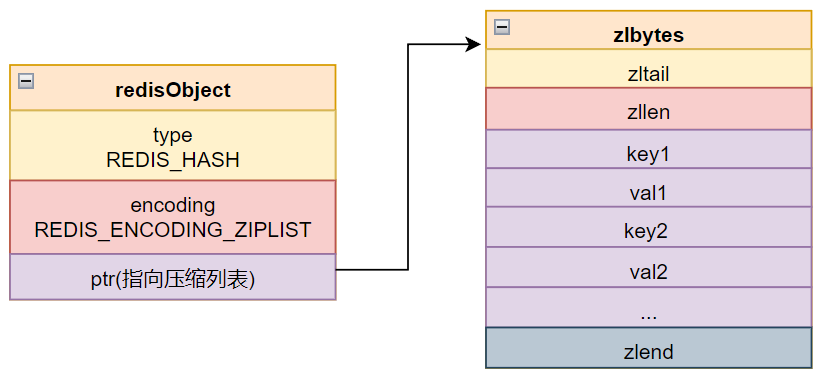 redisObject
type
REDIS_HASH
encoding
REDIS_ENCODING_ZIPLIST
ptr(指向压缩列表)
zlbytes
zltail
zllen
key1
val1
key2
val2
...
zlend